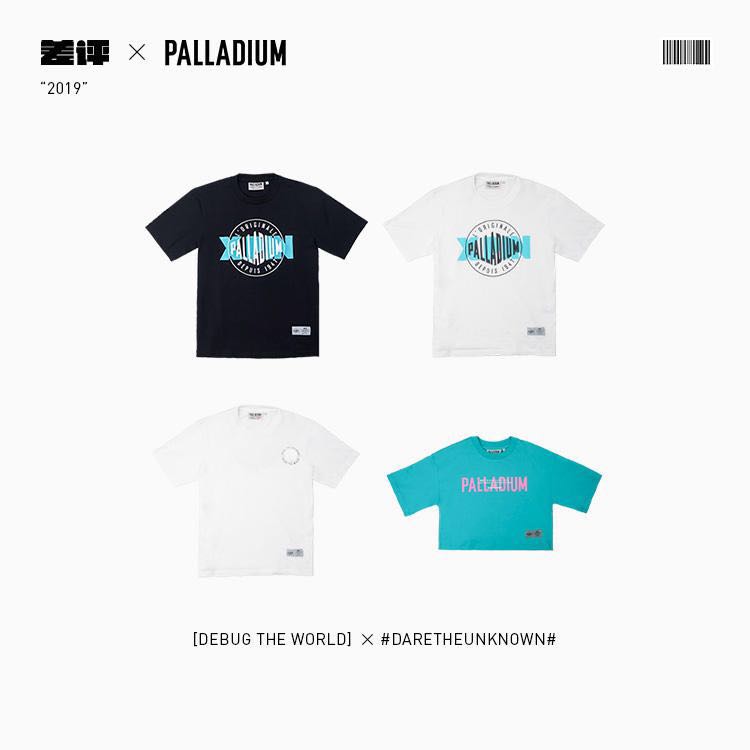 差评 × PALLADIUM
“2019”
L'ORIGINALE
PALLADIUM
DEPUIS 1947
L'ORIGINALE
PALLADIUM
DEPUIS 1947
PALLADIUM
[DEBUG THE WORLD] × #DARETHEUNKNOWN#